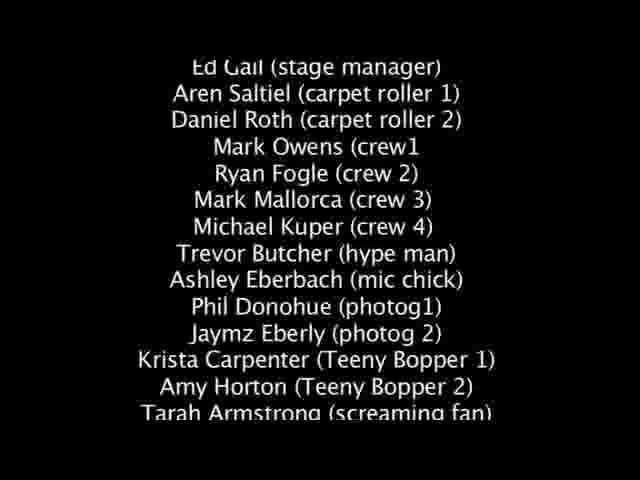 Ed Gail (stage manager)
Aren Saltiel (carpet roller 1)
Daniel Roth (carpet roller 2)
Mark Owens (crew1
Ryan Fogle (crew 2)
Mark Mallorca (crew 3)
Michael Kuper (crew 4)
Trevor Butcher (hype man)
Ashley Eberbach (mic chick)
Phil Donohue (photog1)
Jaymz Eberly (photog 2)
Krista Carpenter (Teeny Bopper 1)
Amy Horton (Teeny Bopper 2)
Tarah Armstrong (screaming fan)